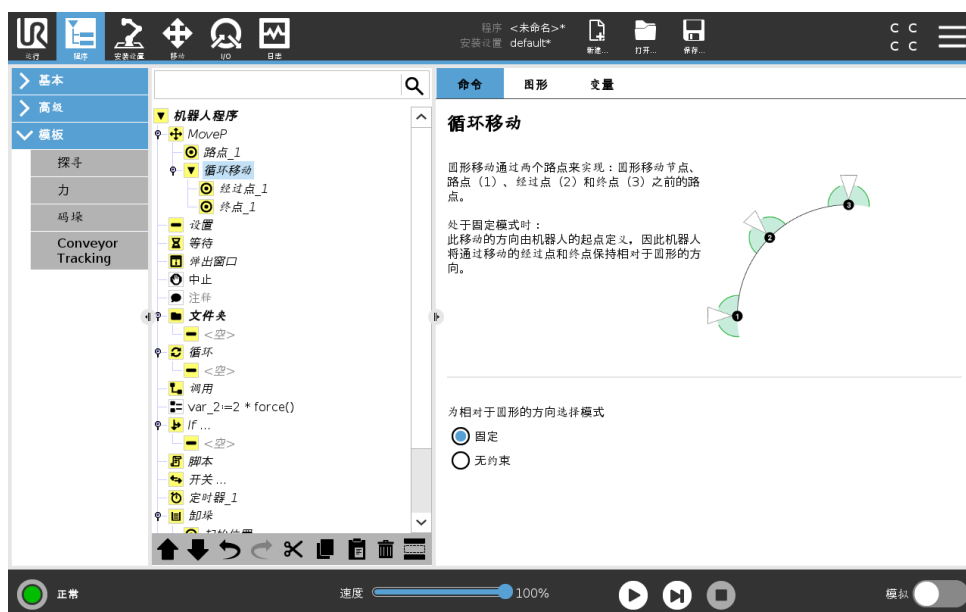 UR
运行
程序
安装设置
移动
I/O
日志
程序 <未命名>*
安装设置 default*
新建...
打开...
保存...
C C
C C
基本
高级
模板
探寻
力
码垛
Conveyor
Tracking
机器人程序
MoveP
路点_1
循环移动
经过点_1
终点_1
设置
等待
弹出窗口
中止
注释
文件夹
<空>
循环
<空>
调用
var_2≔2 * force()
If ...
<空>
脚本
开关 ...
定时器_1
卸垛
起始位置
命令
图形
变量
循环移动
圆形移动通过两个路点来实现：圆形移动节点、
路点（1）、经过点（2）和终点（3）之前的路
点。
处于固定模式时：
此移动的方向由机器人的起点定义，因此机器人
将通过移动的经过点和终点保持相对于圆形的方
向。
1
2
3
为相对于圆形的方向选择模式
固定
无约束
正常
速度
100%
模拟